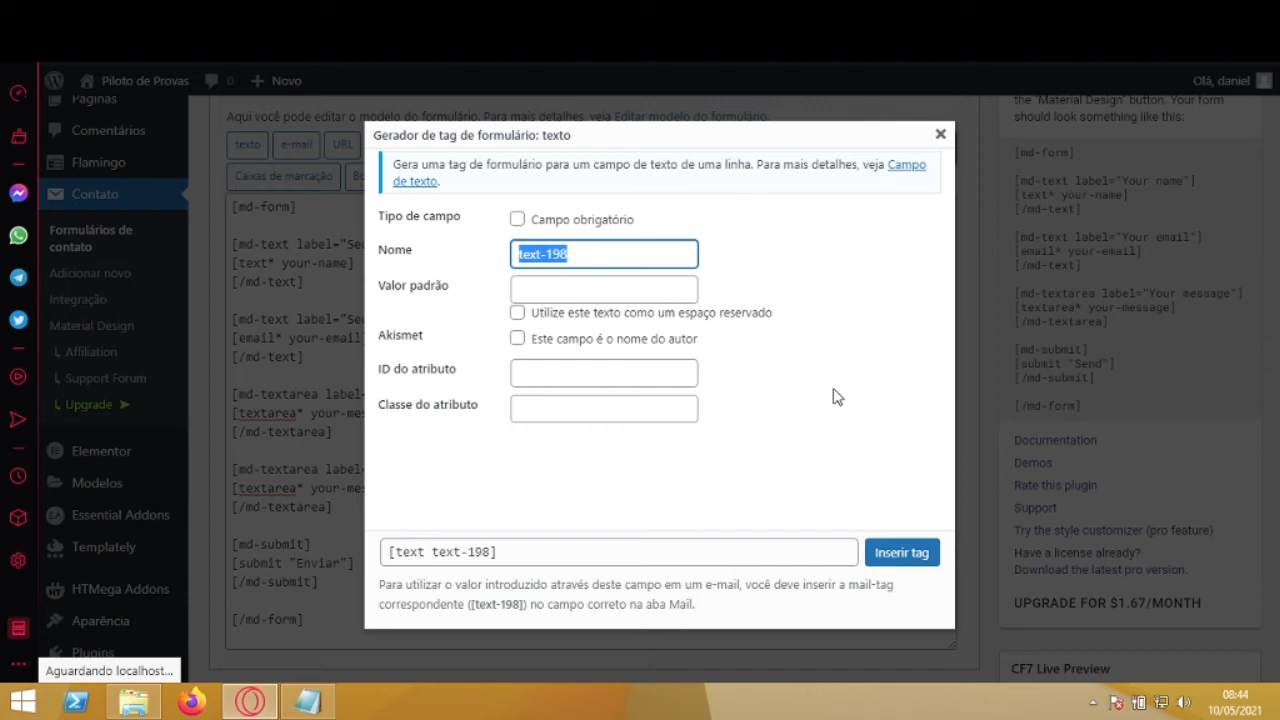 Piloto de Provas
0
Novo
Olá, daniel
Páginas
Comentários
Flamingo
Contato
Formulários de
contato
Adicionar novo
Integração
Material Design
↳ Affiliation
↳ Support Forum
↳ Upgrade ➤
Elementor
Modelos
Essential Addons
Templately
HTMega Addons
Aparência
Plugins
Aguardando localhost...
Aqui você pode editar o modelo do formulário. Para mais detalhes, veja Editar modelo do formulário.
texto
e-mail
URL
Caixas de marcação
[md-form]
[md-text label="Se
[text* your-name]
[/md-text]
[md-text label="Se
[email* your-email]
[/md-text]
[md-textarea label=
[textarea* your-me
[/md-textarea]
[md-textarea label=
[textarea* your-me
[/md-textarea]
[md-submit]
[submit "Enviar"]
[/md-submit]
[/md-form]
Gerador de tag de formulário: texto
Gera uma tag de formulário para um campo de texto de uma linha. Para mais detalhes, veja Campo
de texto.
Tipo de campo
Campo obrigatório
Nome
text-198
Valor padrão
Utilize este texto como um espaço reservado
Akismet
Este campo é o nome do autor
ID do atributo
Classe do atributo
[text text-198]
Inserir tag
Para utilizar o valor introduzido através deste campo em um e-mail, você deve inserir a mail-tag
correspondente ([text-198]) no campo correto na aba Mail.
the "Material Design" button. Your form
should look something like this:
[md-form]
[md-text label="Your name"]
[text* your-name]
[/md-text]
[md-text label="Your email"]
[email* your-email]
[/md-text]
[md-textarea label="Your message"]
[textarea* your-message]
[/md-textarea]
[md-submit]
[submit "Send"]
[/md-submit]
[/md-form]
Documentation
Demos
Rate this plugin
Support
Try the style customizer (pro feature)
Have a license already?
Download the latest pro version.
UPGRADE FOR $1.67/MONTH
CF7 Live Preview
08:44
10/05/2021